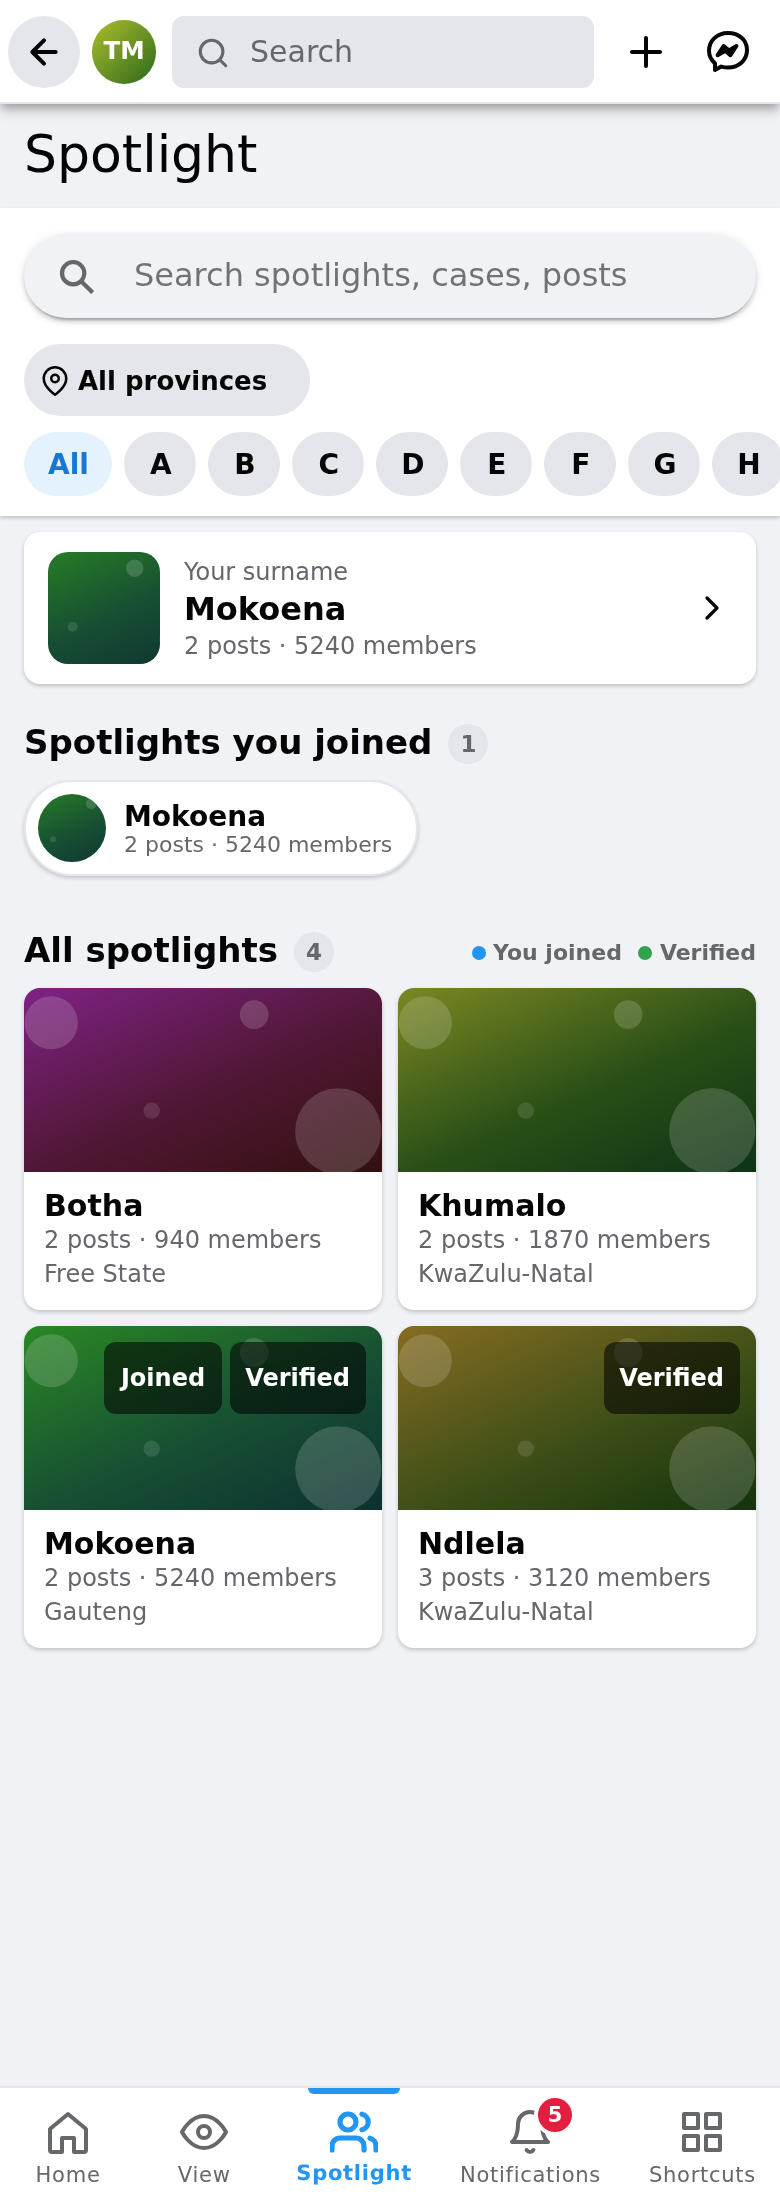 TM
Search
Spotlight
Search spotlights, cases, posts
All provinces
All A B C D E F G H
Your surname
Mokoena
2 posts · 5240 members
Spotlights you joined 1
Mokoena
2 posts · 5240 members
All spotlights 4
You joined
Verified
Botha
2 posts · 940 members
Free State
Khumalo
2 posts · 1870 members
KwaZulu-Natal
Joined
Verified
Mokoena
2 posts · 5240 members
Gauteng
Verified
Ndlela
3 posts · 3120 members
KwaZulu-Natal
Home
View
Spotlight
5
Notifications
Shortcuts